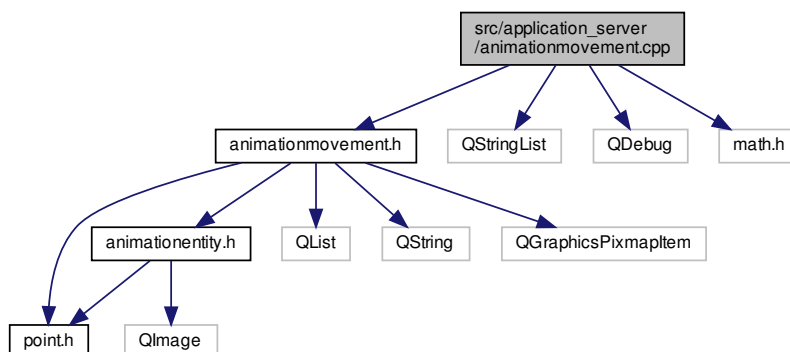 src/application_server
/animationmovement.cpp
animationmovement.h
QStringList
QDebug
math.h
animationentity.h
QList
QString
QGraphicsPixmapItem
point.h
QImage